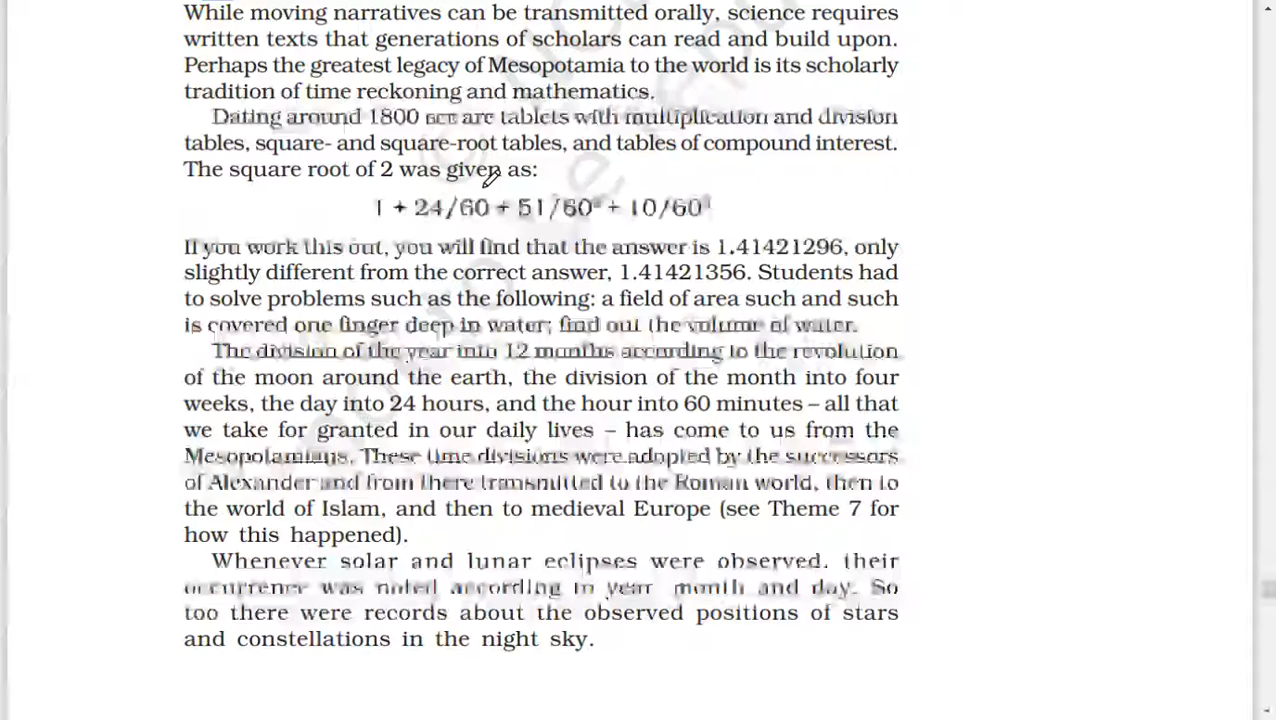 While moving narratives can be transmitted orally, science requires
written texts that generations of scholars can read and build upon.
Perhaps the greatest legacy of Mesopotamia to the world is its scholarly
tradition of time reckoning and mathematics.
Dating around 1800 BCE are tablets with multiplication and division
tables, square- and square-root tables, and tables of compound interest.
The square root of 2 was given as:
1 + 24/60 + 51/60² + 10/60³
If you work this out, you will find that the answer is 1.41421296, only
slightly different from the correct answer, 1.41421356. Students had
to solve problems such as the following: a field of area such and such
is covered one finger deep in water; find out the volume of water.
The division of the year into 12 months according to the revolution
of the moon around the earth, the division of the month into four
weeks, the day into 24 hours, and the hour into 60 minutes – all that
we take for granted in our daily lives – has come to us from the
Mesopotamians. These time divisions were adopted by the successors
of Alexander and from there transmitted to the Roman world, then to
the world of Islam, and then to medieval Europe (see Theme 7 for
how this happened).
Whenever solar and lunar eclipses were observed, their
occurrence was noted according to year, month and day. So
too there were records about the observed positions of stars
and constellations in the night sky.